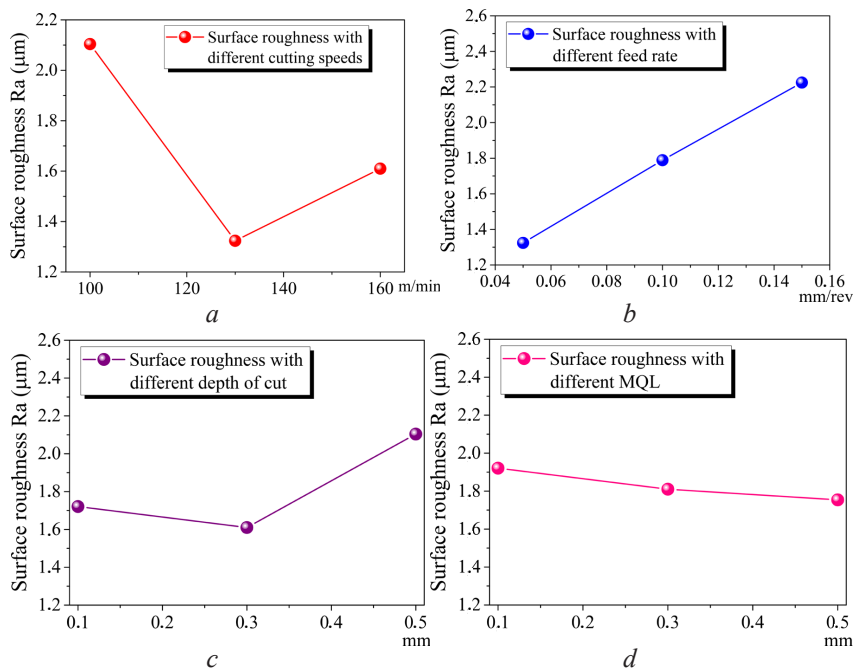 Surface roughness Ra (μm)
2.2
2.0
1.8
1.6
1.4
1.2
Surface roughness with
different cutting speeds
100
120
140
160
m/min
a
Surface roughness Ra (μm)
2.6
2.4
2.2
2.0
1.8
1.6
1.4
1.2
Surface roughness with
different feed rate
0.04
0.06
0.08
0.10
0.12
0.14
0.16
mm/rev
b
Surface roughness Ra (μm)
2.6
2.4
2.2
2.0
1.8
1.6
1.4
1.2
Surface roughness with
different depth of cut
0.1
0.2
0.3
0.4
0.5
mm
c
Surface roughness Ra (μm)
2.6
2.4
2.2
2.0
1.8
1.6
1.4
1.2
Surface roughness with
different MQL
0.1
0.2
0.3
0.4
0.5
mm
d